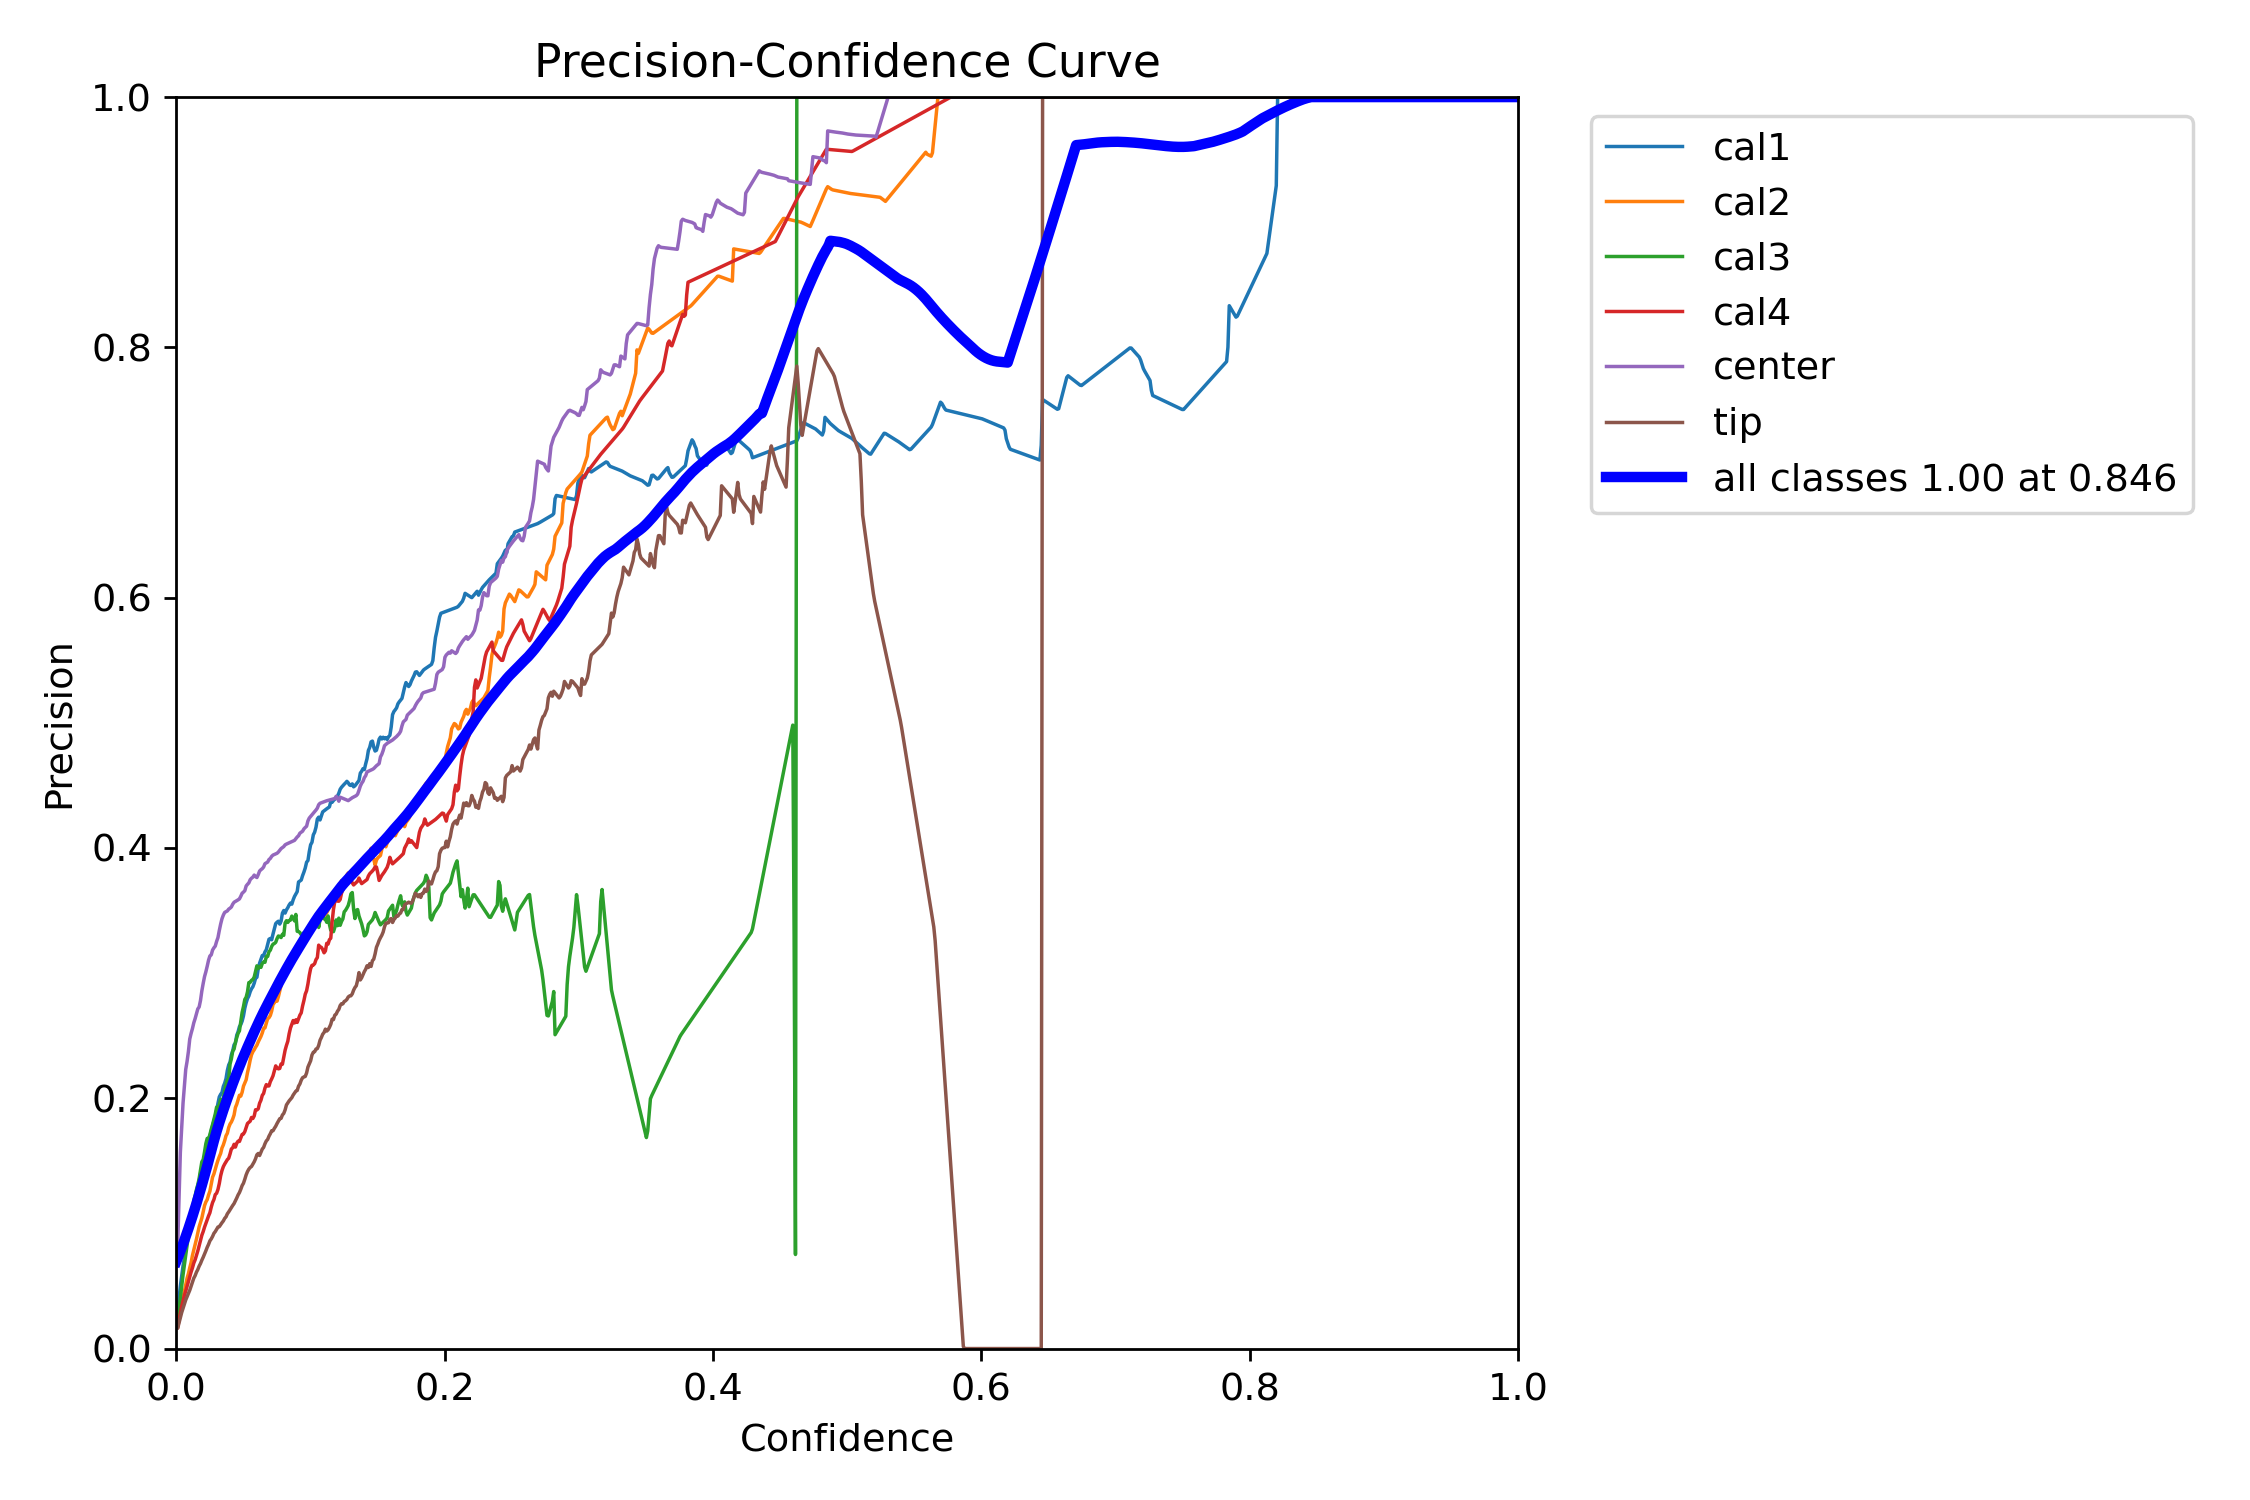 Precision-Confidence Curve
1.0
0.8
0.6
0.4
0.2
0.0
Precision
0.0 0.2 0.4 0.6 0.8 1.0
Confidence
cal1
cal2
cal3
cal4
center
tip
all classes 1.00 at 0.846